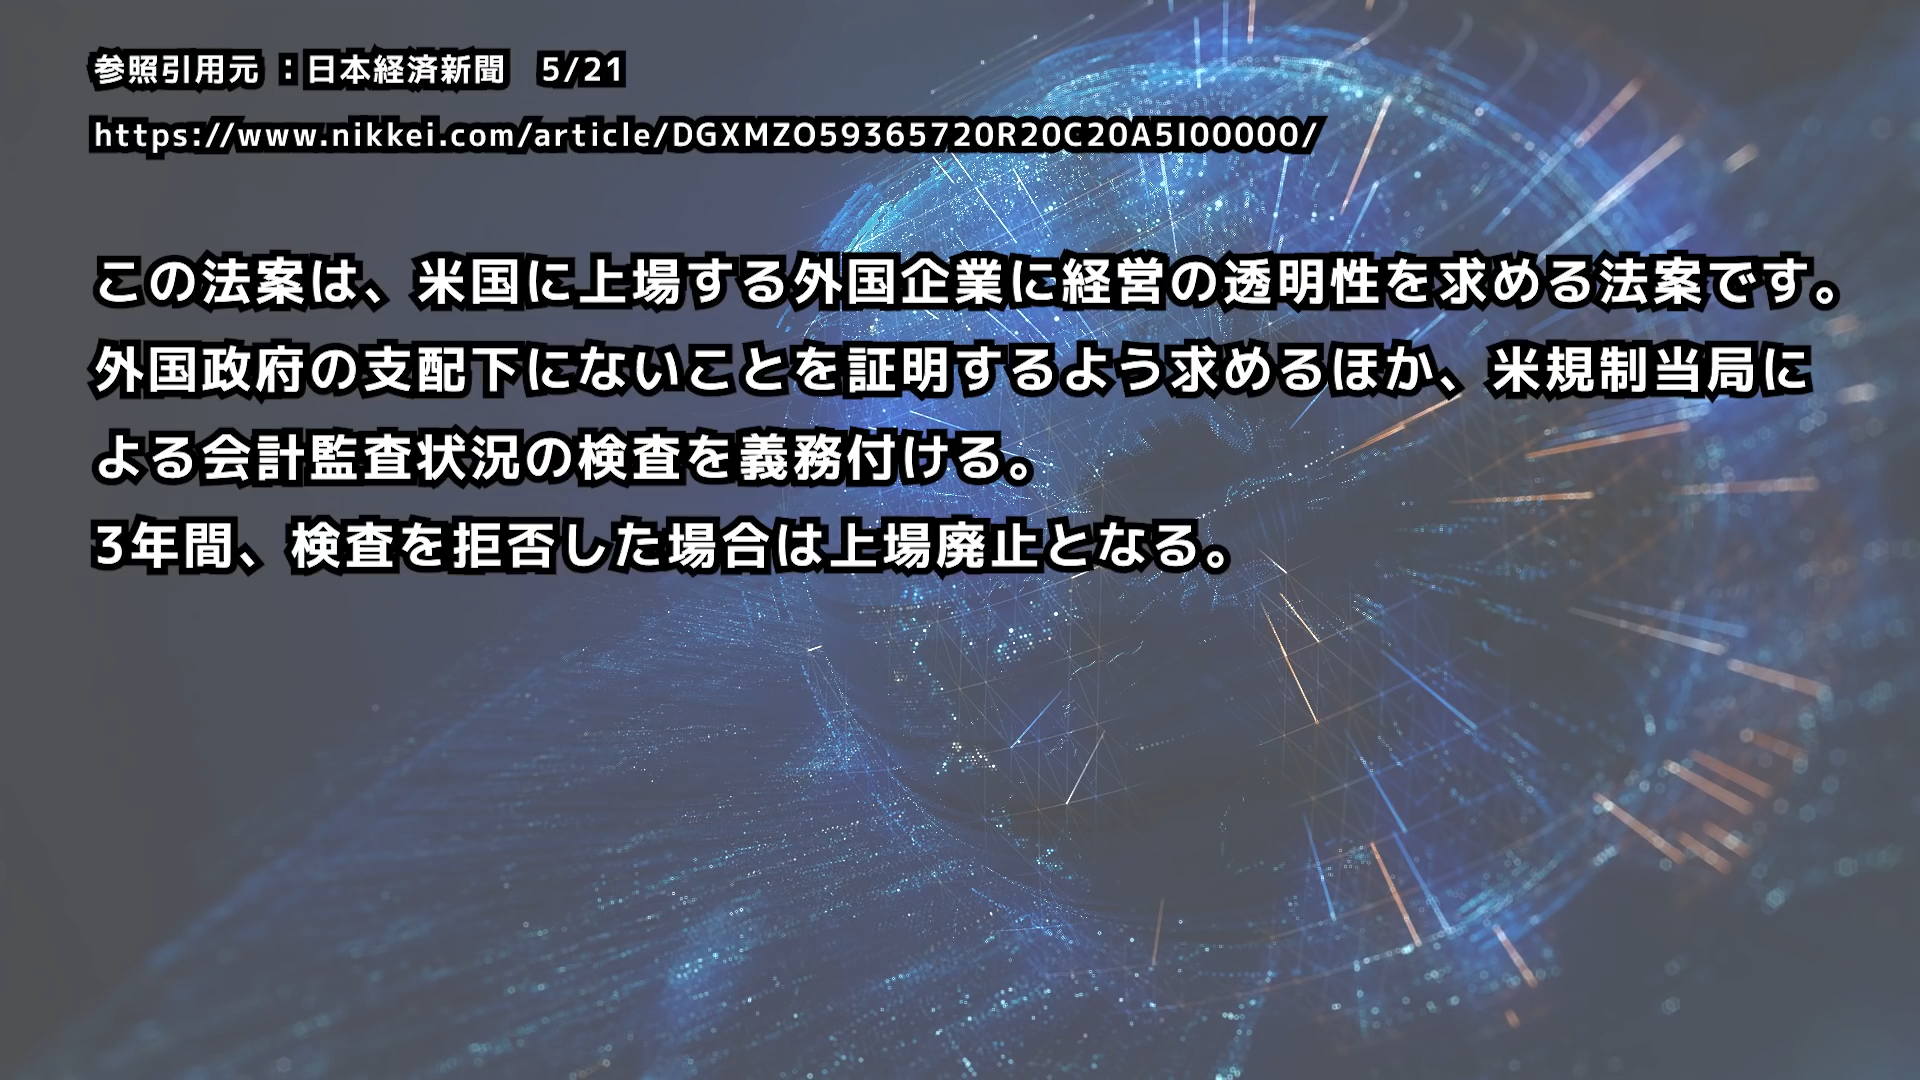 参照引用元 ：日本経済新聞　5/21
https://www.nikkei.com/article/DGXMZO59365720R20C20A5I00000/
この法案は、米国に上場する外国企業に経営の透明性を求める法案です。
外国政府の支配下にないことを証明するよう求めるほか、米規制当局に
よる会計監査状況の検査を義務付ける。
3年間、検査を拒否した場合は上場廃止となる。